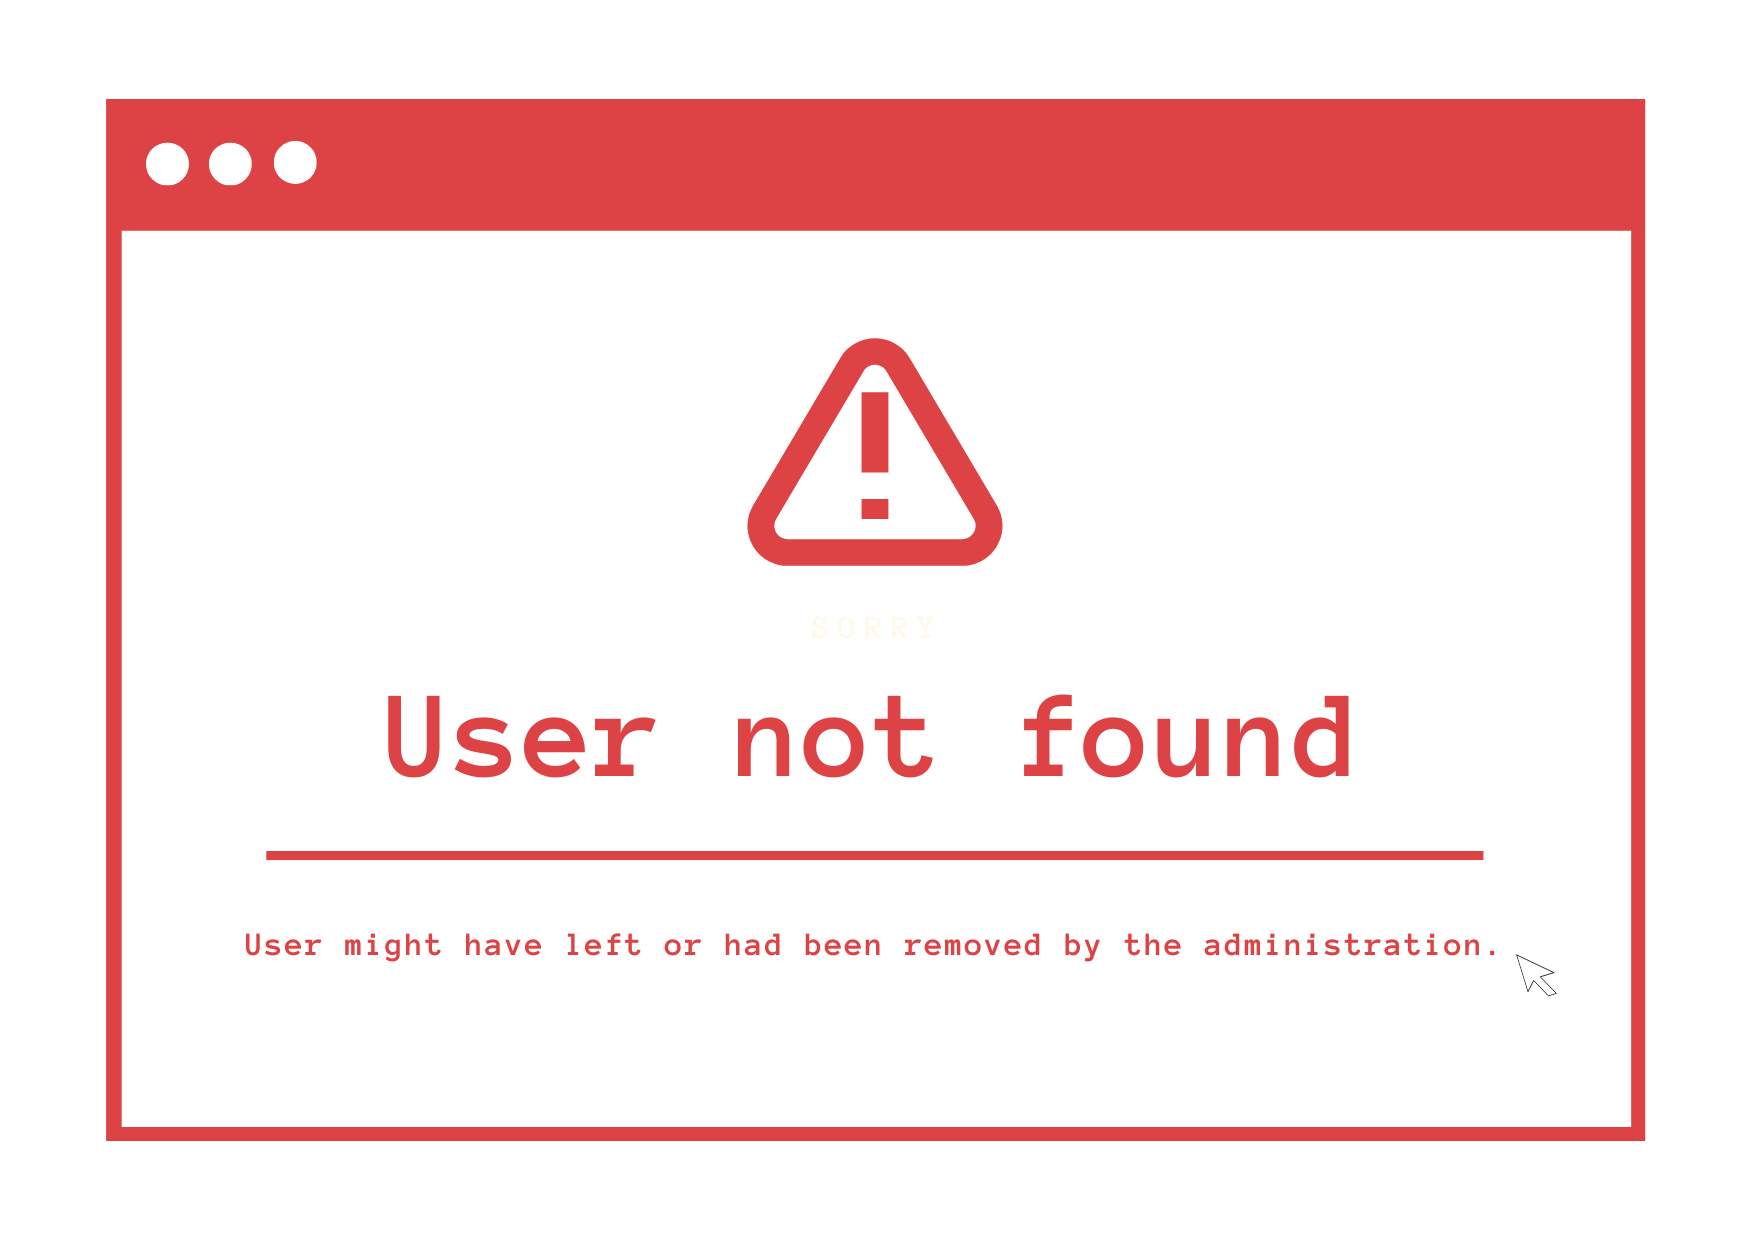 SORRY
User not found
User might have left or had been removed by the administration.